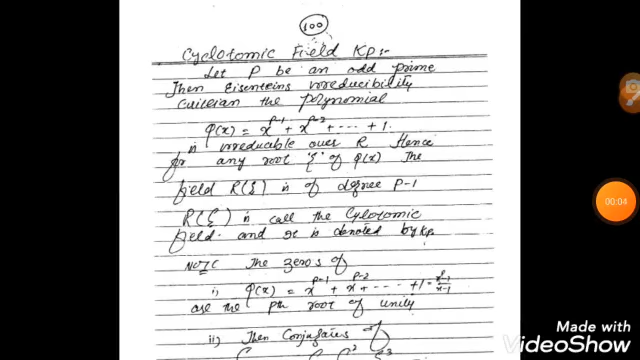 100
Cyclotomic Field Kp:-
Let P be an odd prime
Then Eisenteins irreducibility
Criterian the polynomial
φ(x) = x^{p-1} + x^{p-2} + --- + 1.
is irreducable over R Hence
for any root 'ξ' of φ(x) The
field R(ξ) is of degree P-1
R(ξ) is call the Cyclotomic
field. and it is denoted by Kp.
NOTE The zeros of
i) φ(x) = x^{p-1} + x^{p-2} + --- + 1 = \frac{x^p-1}{x-1}
are the pth root of unity
ii) Then Conjugates of
00:04
Made with
VideoShow